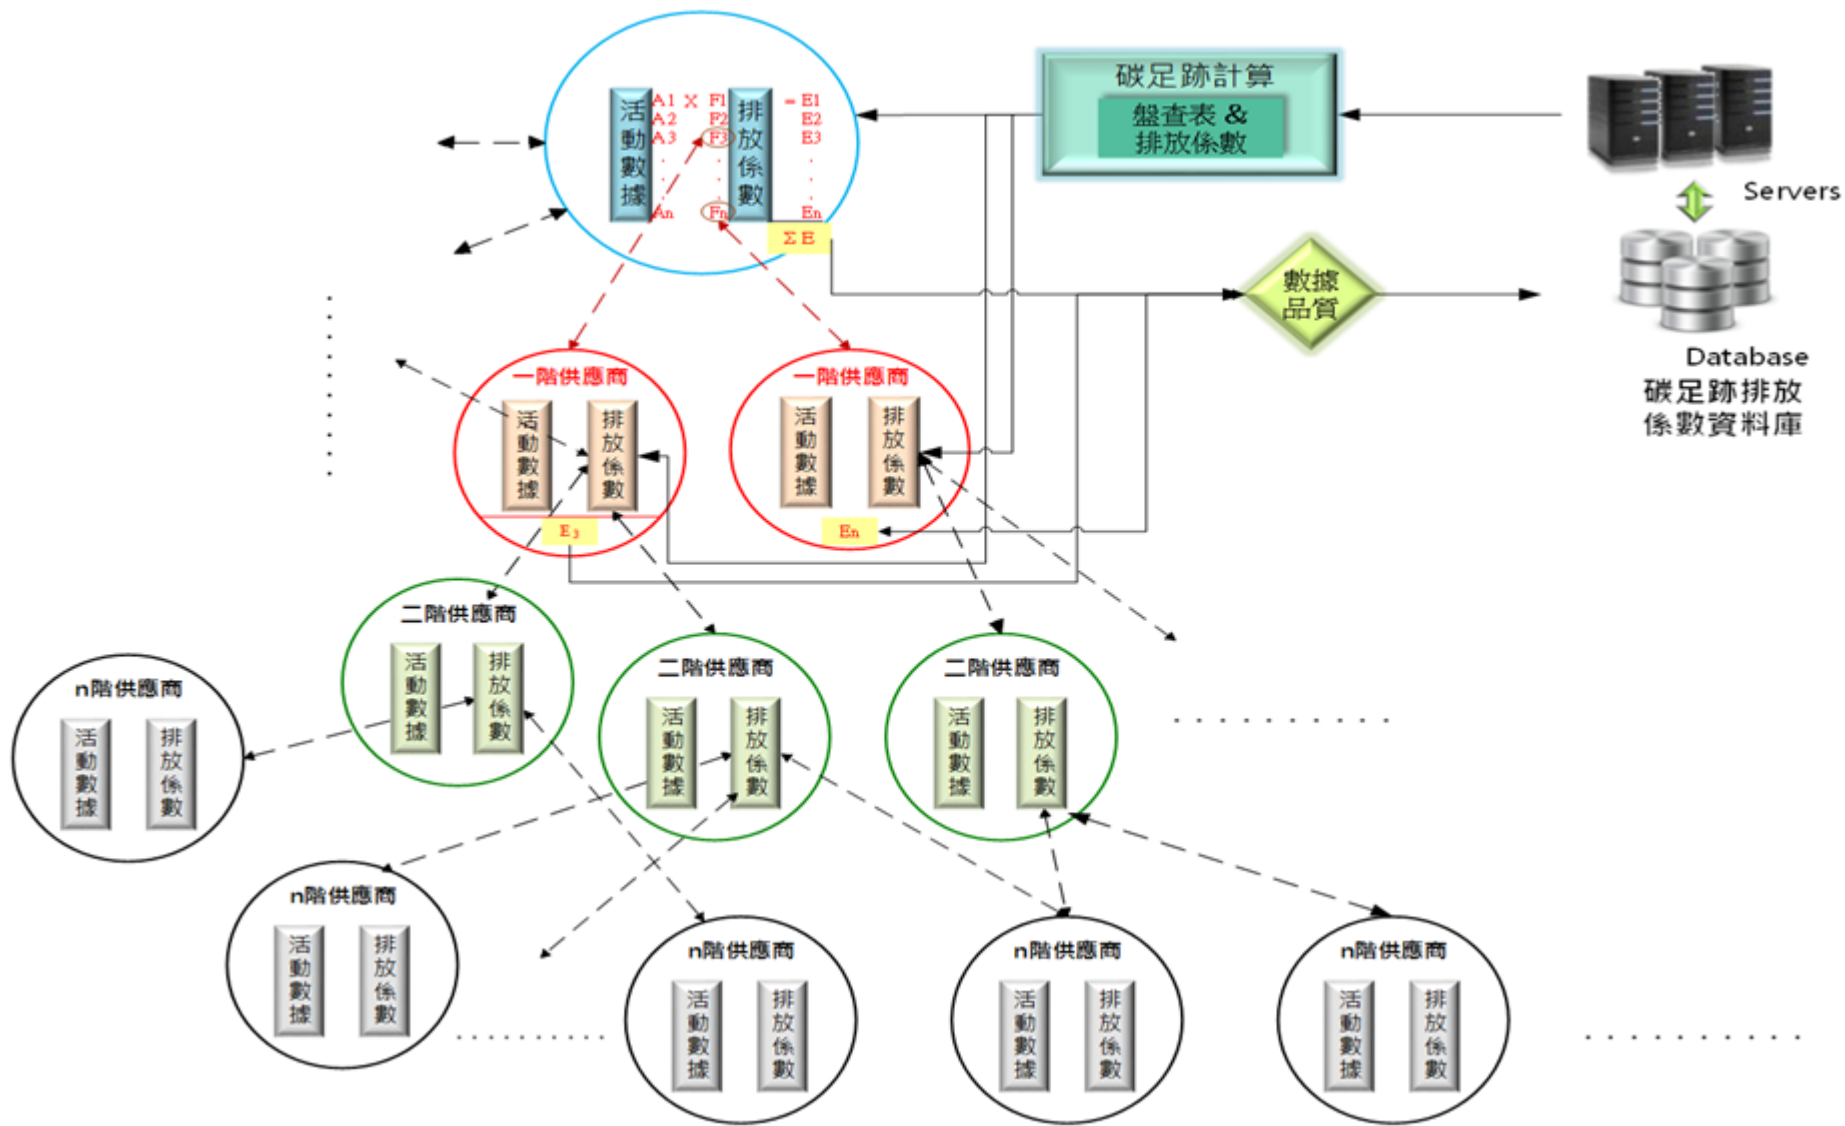 活動數據
排放係數
A1 X F1 = E1
A2 F2 E2
A3 F3 E3
An Fn En
Σ E
碳足跡計算
盤查表 &
排放係數
Servers
數據
品質
Database
碳足跡排放
係數資料庫
一階供應商
活動數據
排放係數
E3
一階供應商
活動數據
排放係數
En
二階供應商
活動數據
排放係數
二階供應商
活動數據
排放係數
二階供應商
活動數據
排放係數
n階供應商
活動數據
排放係數
n階供應商
活動數據
排放係數
n階供應商
活動數據
排放係數
n階供應商
活動數據
排放係數
n階供應商
活動數據
排放係數